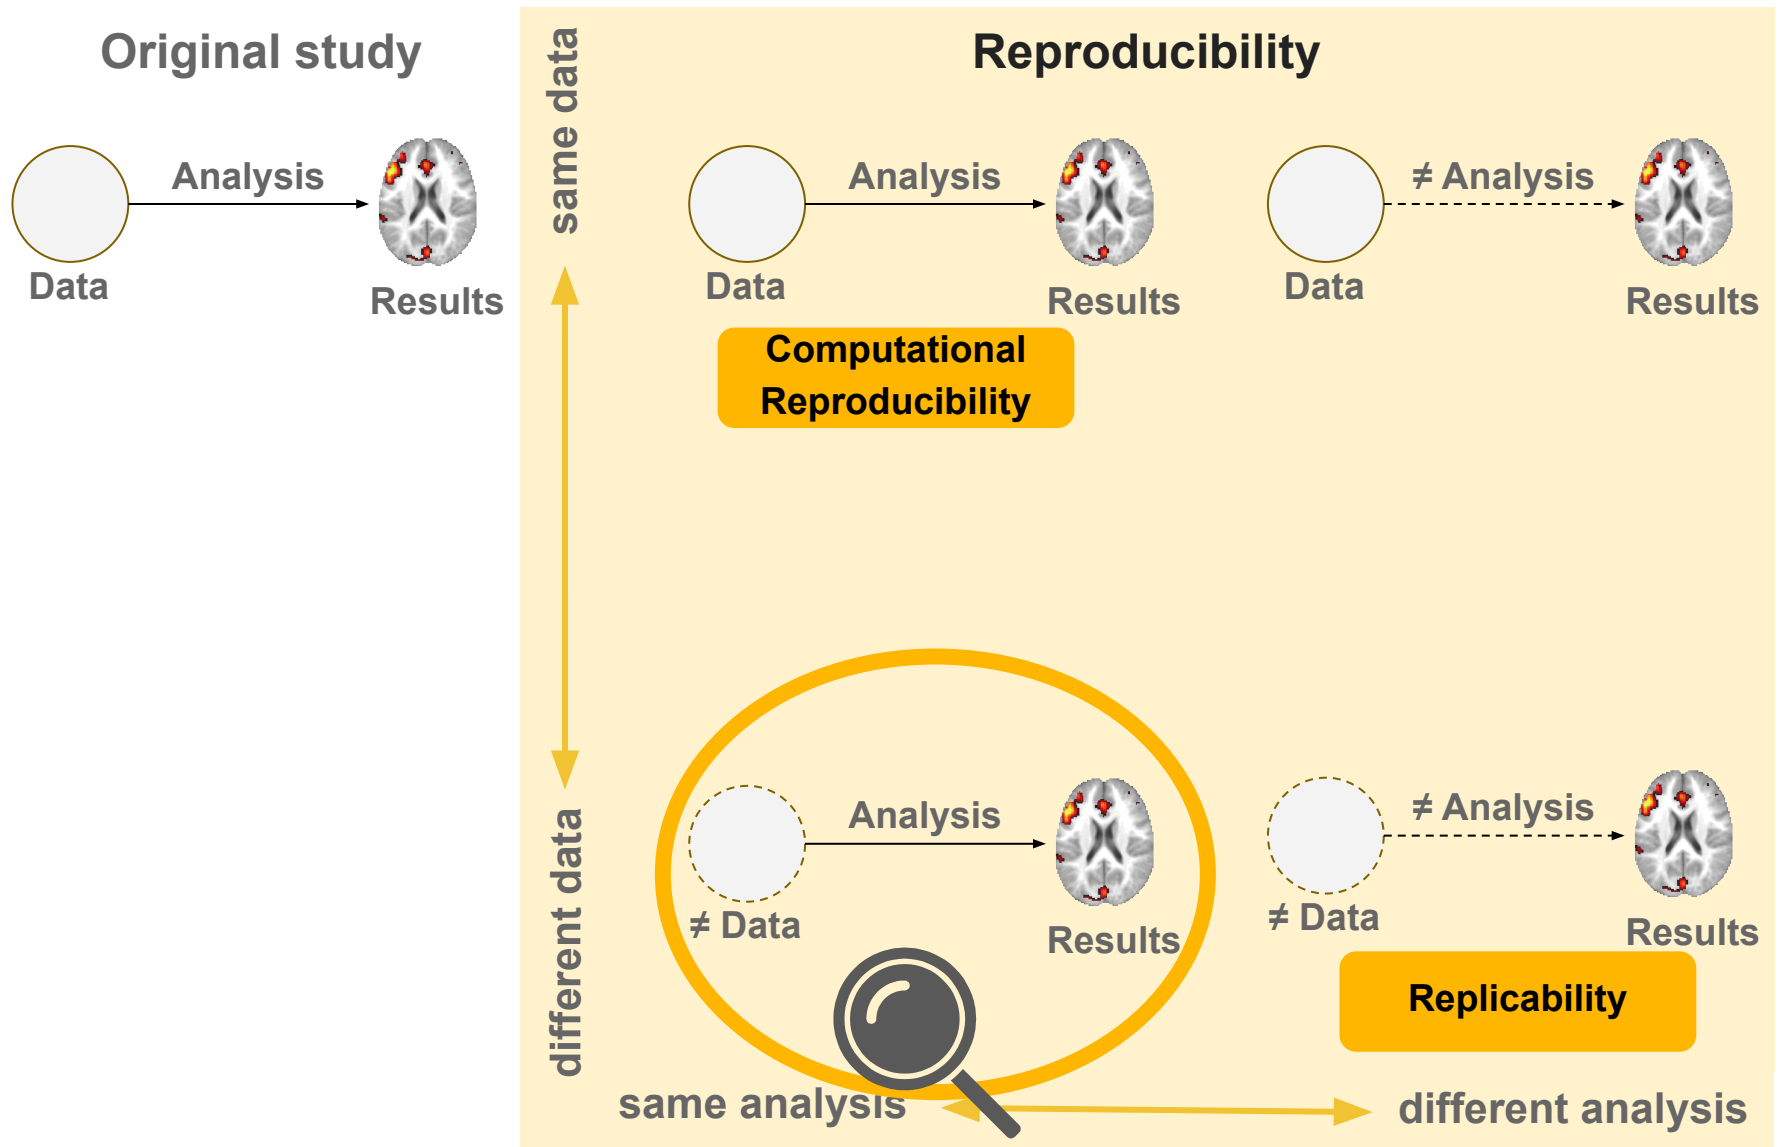 Original study
Reproducibility
same data
Analysis
Data
Results
Analysis
Data
Results
≠ Analysis
Data
Results
Computational
Reproducibility
different data
Analysis
≠ Data
Results
≠ Analysis
≠ Data
Results
Replicability
same analysis
different analysis